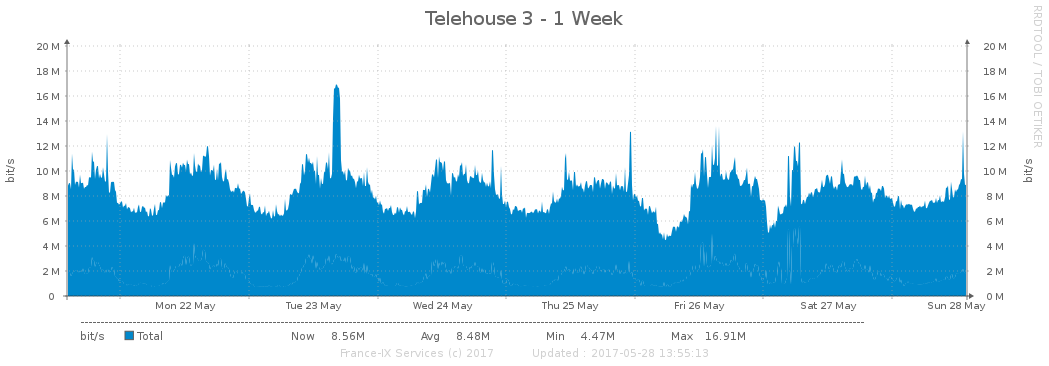 Telehouse 3 - 1 Week
RRDTOOL / TOBI OETIKER
bit/s
20 M
18 M
16 M
14 M
12 M
10 M
8 M
6 M
4 M
2 M
0
20 M
18 M
16 M
14 M
12 M
10 M
8 M
6 M
4 M
2 M
0 M
bit/s
Mon 22 May Tue 23 May Wed 24 May Thu 25 May Fri 26 May Sat 27 May Sun 28 May
bit/s Total Now 8.56M Avg 8.48M Min 4.47M Max 16.91M
France-IX Services (c) 2017 Updated : 2017-05-28 13:55:13